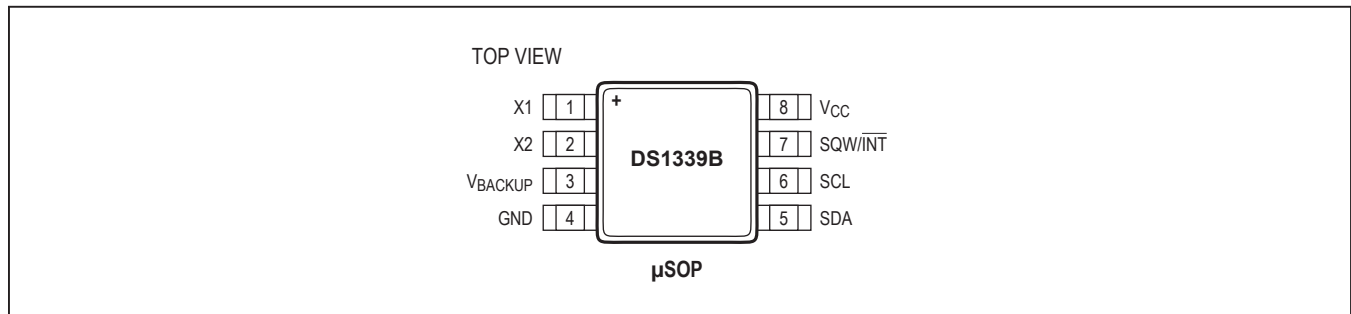 TOP VIEW
X1 1 + 8 VCC
X2 2 DS1339B 7 SQW/INT
VBACKUP 3 6 SCL
GND 4 5 SDA
µSOP